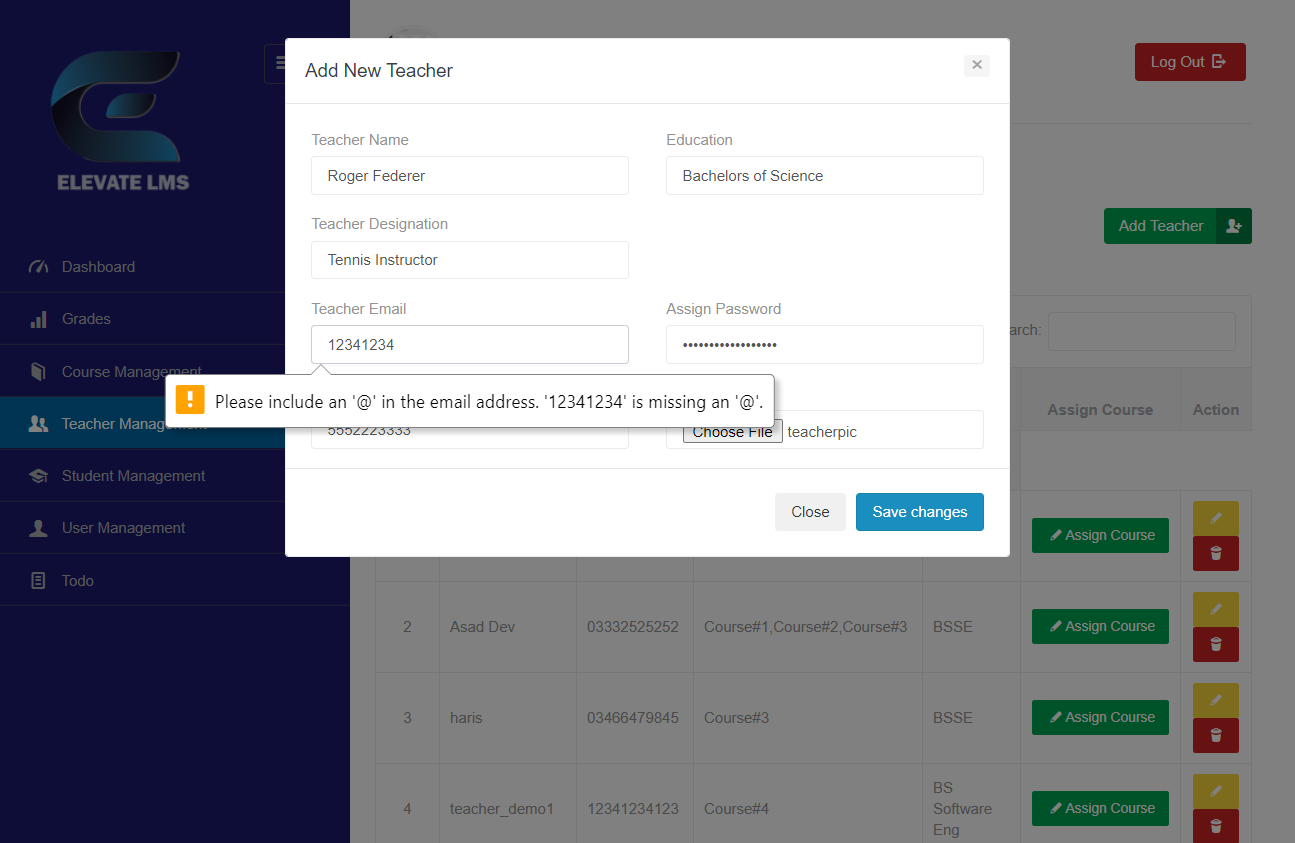 ELEVATE LMS
Dashboard
Grades
Course Management
Teacher Management
Student Management
User Management
Todo
Log Out
Add Teacher
Add New Teacher
×
Teacher Name
Education
Roger Federer
Bachelors of Science
Teacher Designation
Tennis Instructor
Teacher Email
Assign Password
12341234
••••••••••••••••••
! Please include an '@' in the email address. '12341234' is missing an '@'.
5552223333
Choose File teacherpic
Close
Save changes
arch:
Assign Course
Action
Assign Course
2 Asad Dev 03332525252 Course#1,Course#2,Course#3 BSSE Assign Course
3 haris 03466479845 Course#3 BSSE Assign Course
4 teacher_demo1 12341234123 Course#4 BS Assign Course
Software
Eng